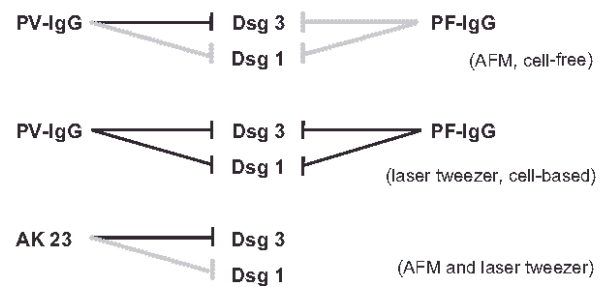 PV-IgG Dsg 3 PF-IgG
Dsg 1
(AFM, cell-free)
PV-IgG Dsg 3 PF-IgG
Dsg 1
(laser tweezer, cell-based)
AK 23 Dsg 3
Dsg 1
(AFM and laser tweezer)